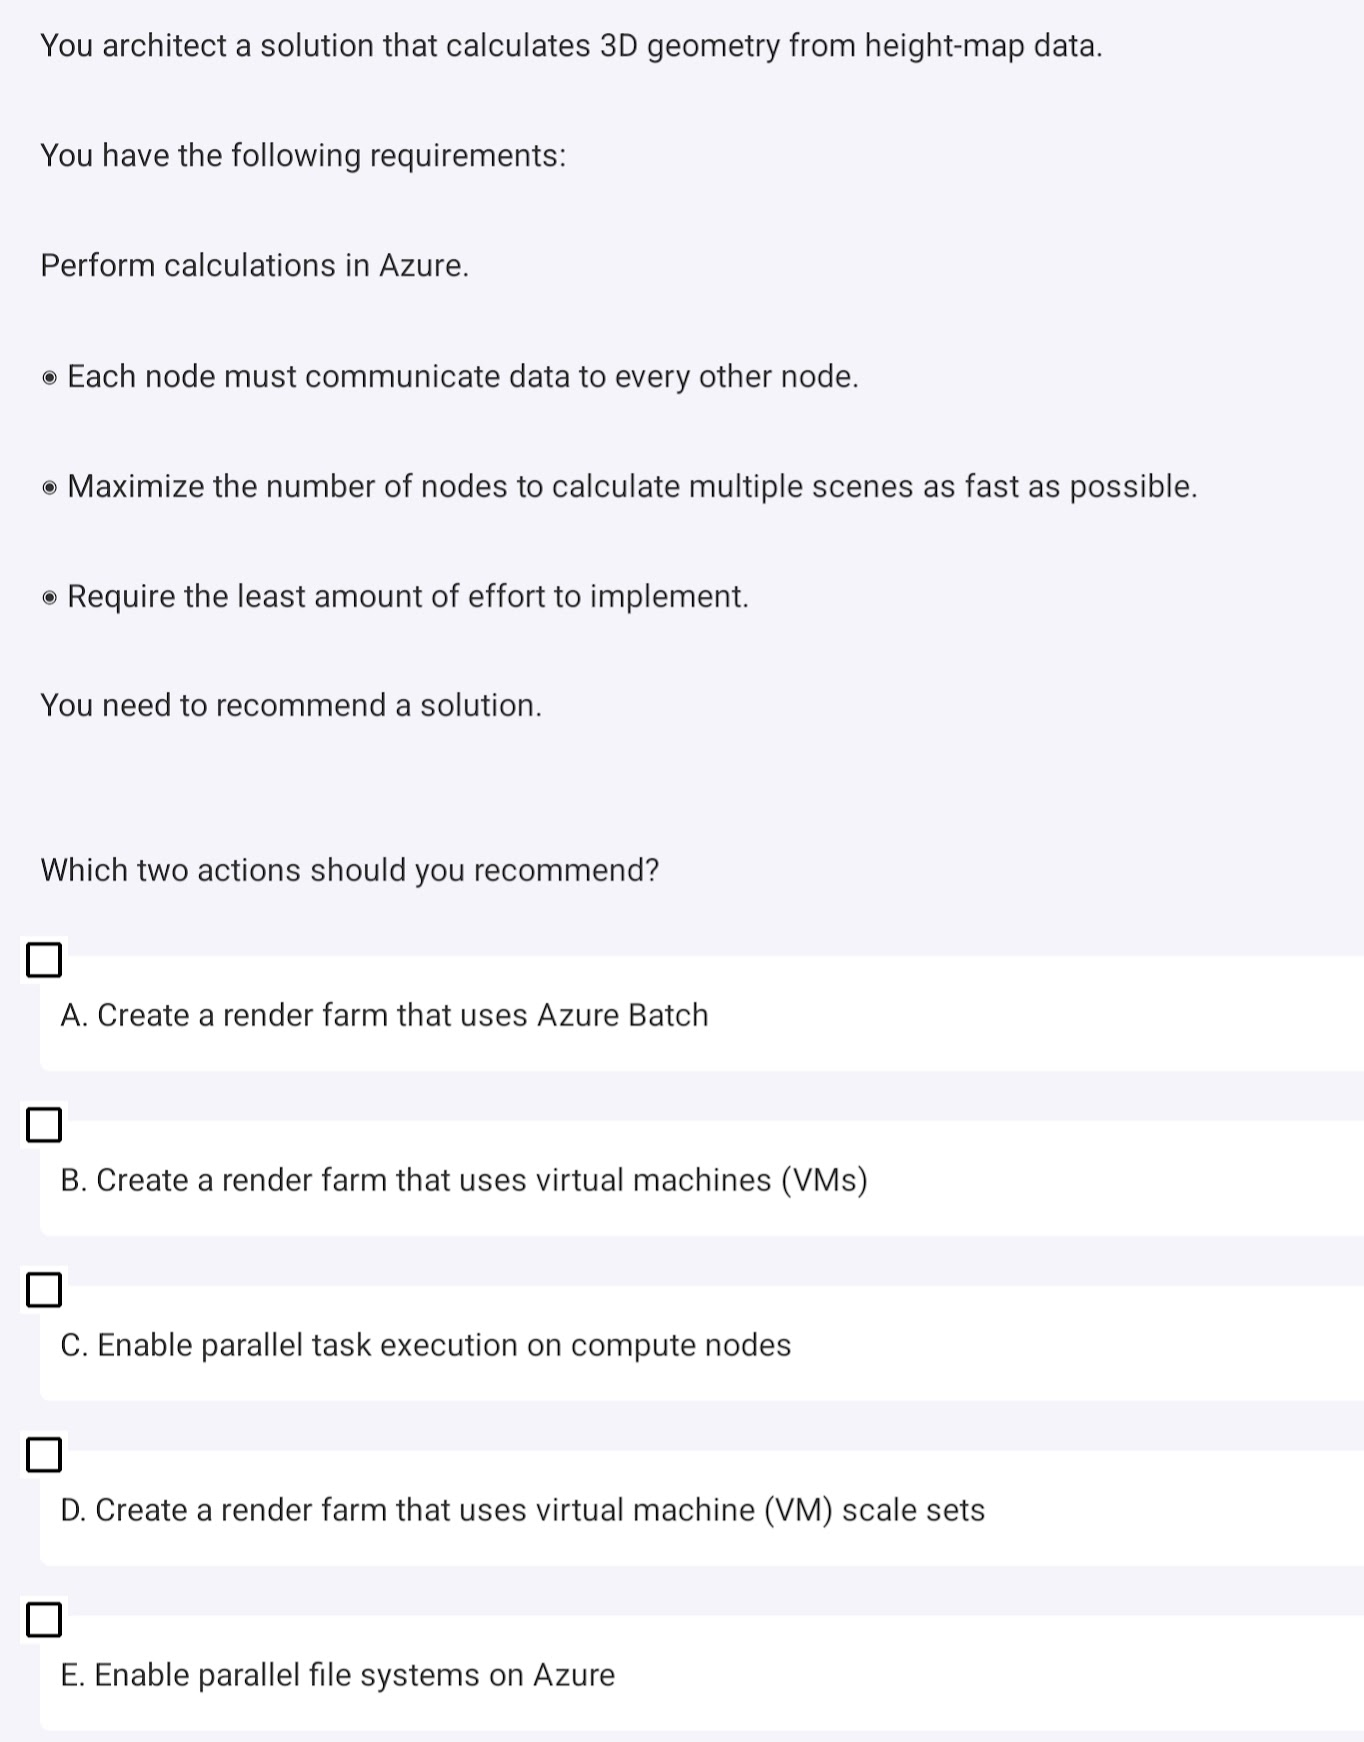 You architect a solution that calculates 3D geometry from height-map data.
You have the following requirements:
Perform calculations in Azure.
◉ Each node must communicate data to every other node.
◉ Maximize the number of nodes to calculate multiple scenes as fast as possible.
◉ Require the least amount of effort to implement.
You need to recommend a solution.
Which two actions should you recommend?
A. Create a render farm that uses Azure Batch
B. Create a render farm that uses virtual machines (VMs)
C. Enable parallel task execution on compute nodes
D. Create a render farm that uses virtual machine (VM) scale sets
E. Enable parallel file systems on Azure